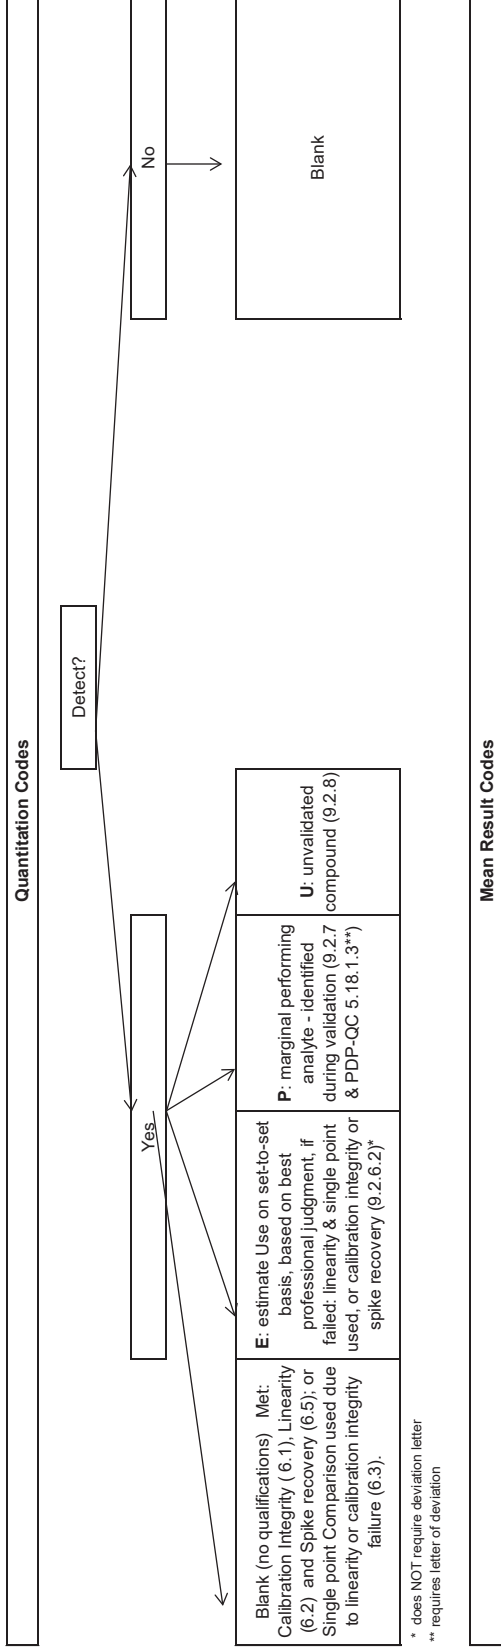 Quantitation Codes
Detect?
Yes
No
Blank (no qualifications)   Met:
Calibration Integrity ( 6.1), Linearity
(6.2)  and Spike recovery (6.5); or
Single point Comparison used due
to linearity or calibration integrity
failure (6.3).
E: estimate Use on set-to-set
basis, based on best
professional judgment, if
failed: linearity & single point
used, or calibration integrity or
spike recovery (9.2.6.2)*
P: marginal performing
analyte - identified
during validation (9.2.7
& PDP-QC 5.18.1.3**)
U: unvalidated
compound (9.2.8)
Blank
*  does NOT require deviation letter
** requires letter of deviation
Mean Result Codes